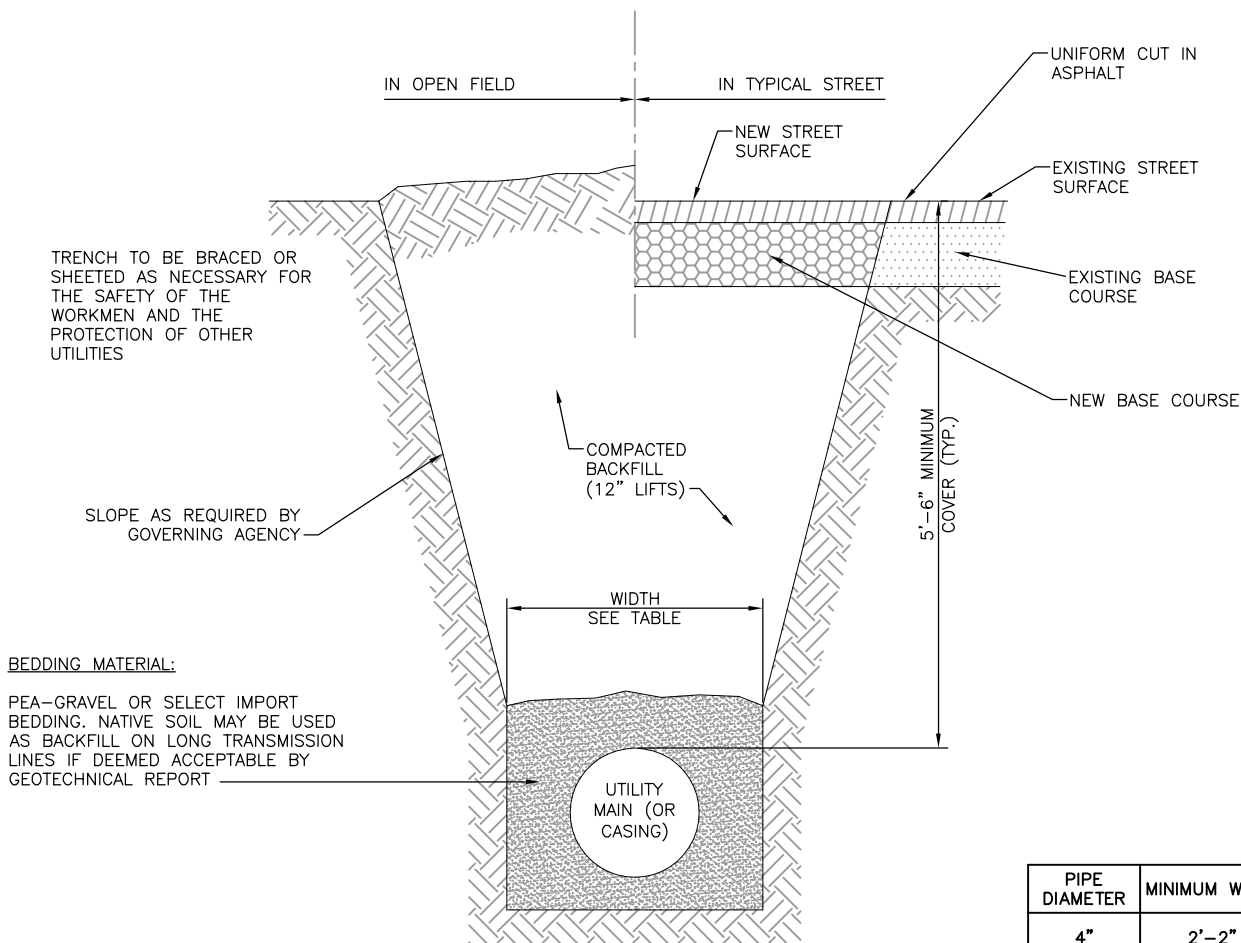 IN OPEN FIELD
IN TYPICAL STREET
UNIFORM CUT IN
ASPHALT
NEW STREET
SURFACE
EXISTING STREET
SURFACE
TRENCH TO BE BRACED OR
SHEETED AS NECESSARY FOR
THE SAFETY OF THE
WORKMEN AND THE
PROTECTION OF OTHER
UTILITIES
EXISTING BASE
COURSE
NEW BASE COURSE
COMPACTED
BACKFILL
(12" LIFTS)
5'-6" MINIMUM
COVER (TYP.)
SLOPE AS REQUIRED BY
GOVERNING AGENCY
WIDTH
SEE TABLE
BEDDING MATERIAL:
PEA-GRAVEL OR SELECT IMPORT
BEDDING. NATIVE SOIL MAY BE USED
AS BACKFILL ON LONG TRANSMISSION
LINES IF DEEMED ACCEPTABLE BY
GEOTECHNICAL REPORT
UTILITY
MAIN (OR
CASING)
PIPE
DIAMETER
MINIMUM
4"
2'-2"